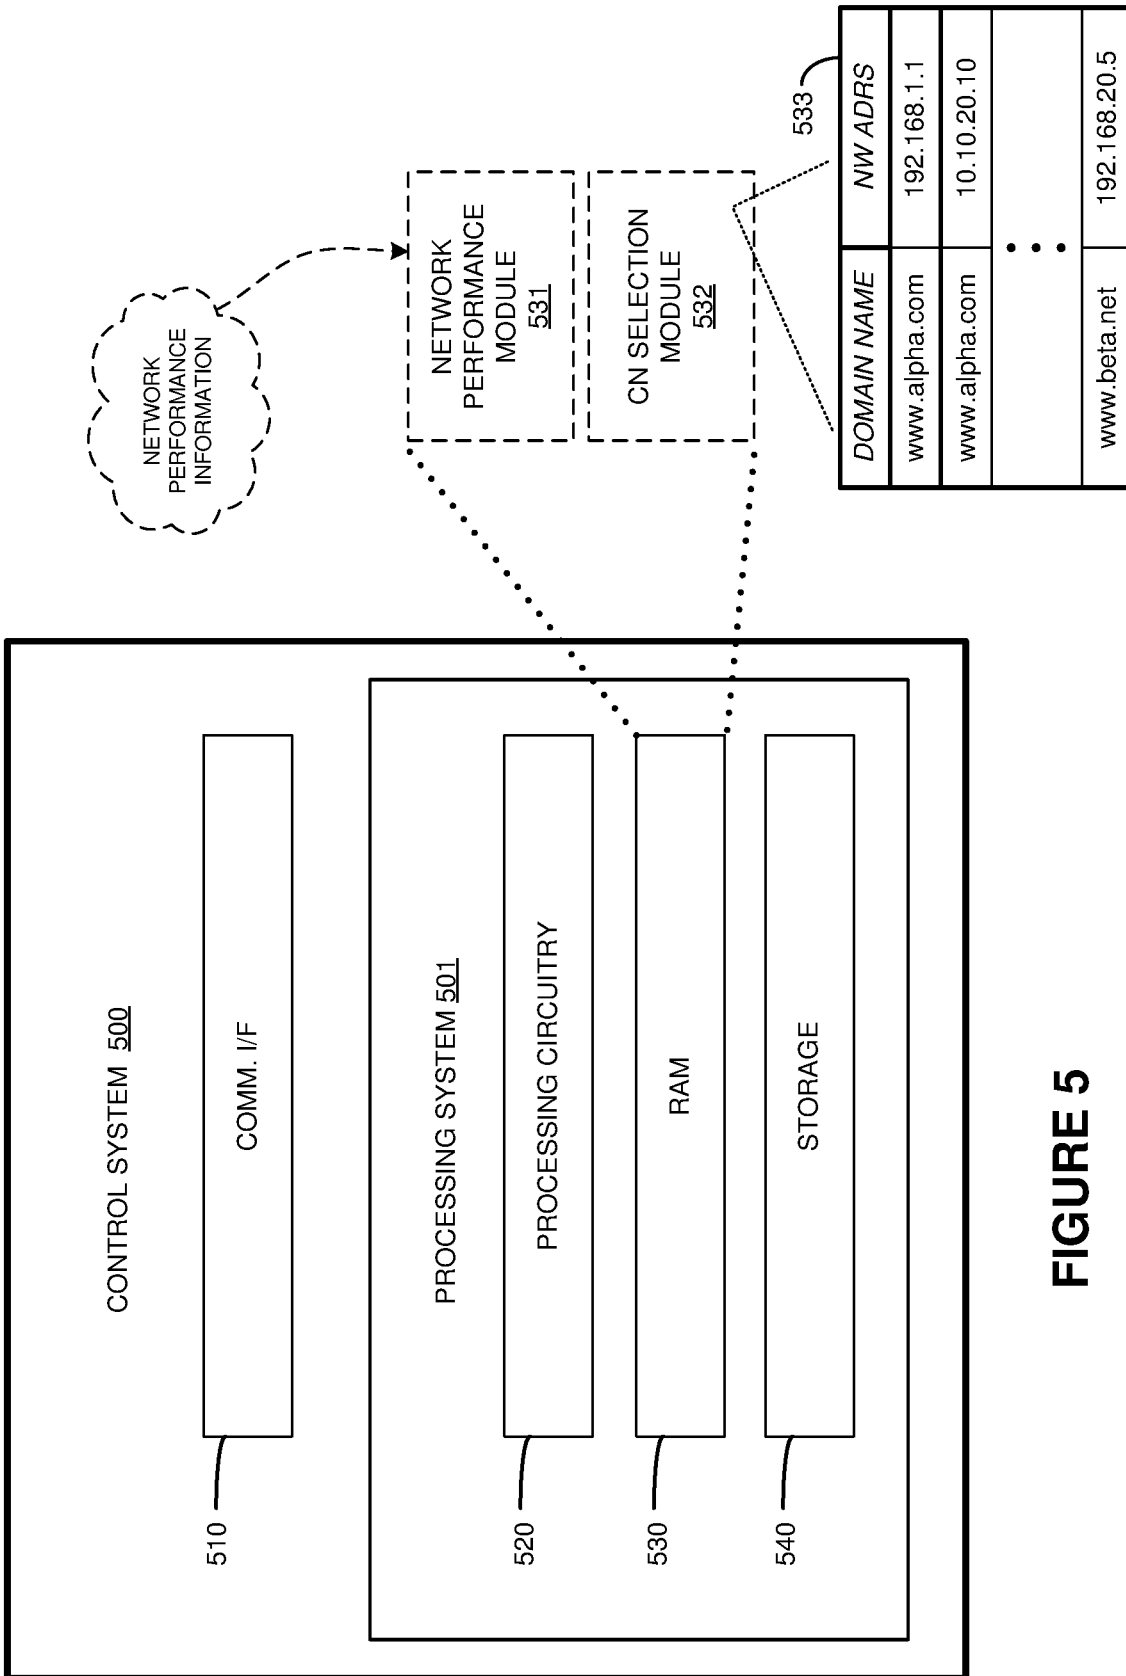 CONTROL SYSTEM 500
510
COMM. I/F
PROCESSING SYSTEM 501
520
PROCESSING CIRCUITRY
530
RAM
540
STORAGE
NETWORK
PERFORMANCE
INFORMATION
NETWORK
PERFORMANCE
MODULE
531
CN SELECTION
MODULE
532
533
DOMAIN NAME NW ADRS
www.alpha.com 192.168.1.1
www.alpha.com 10.10.20.10
www.beta.net 192.168.20.5
FIGURE 5